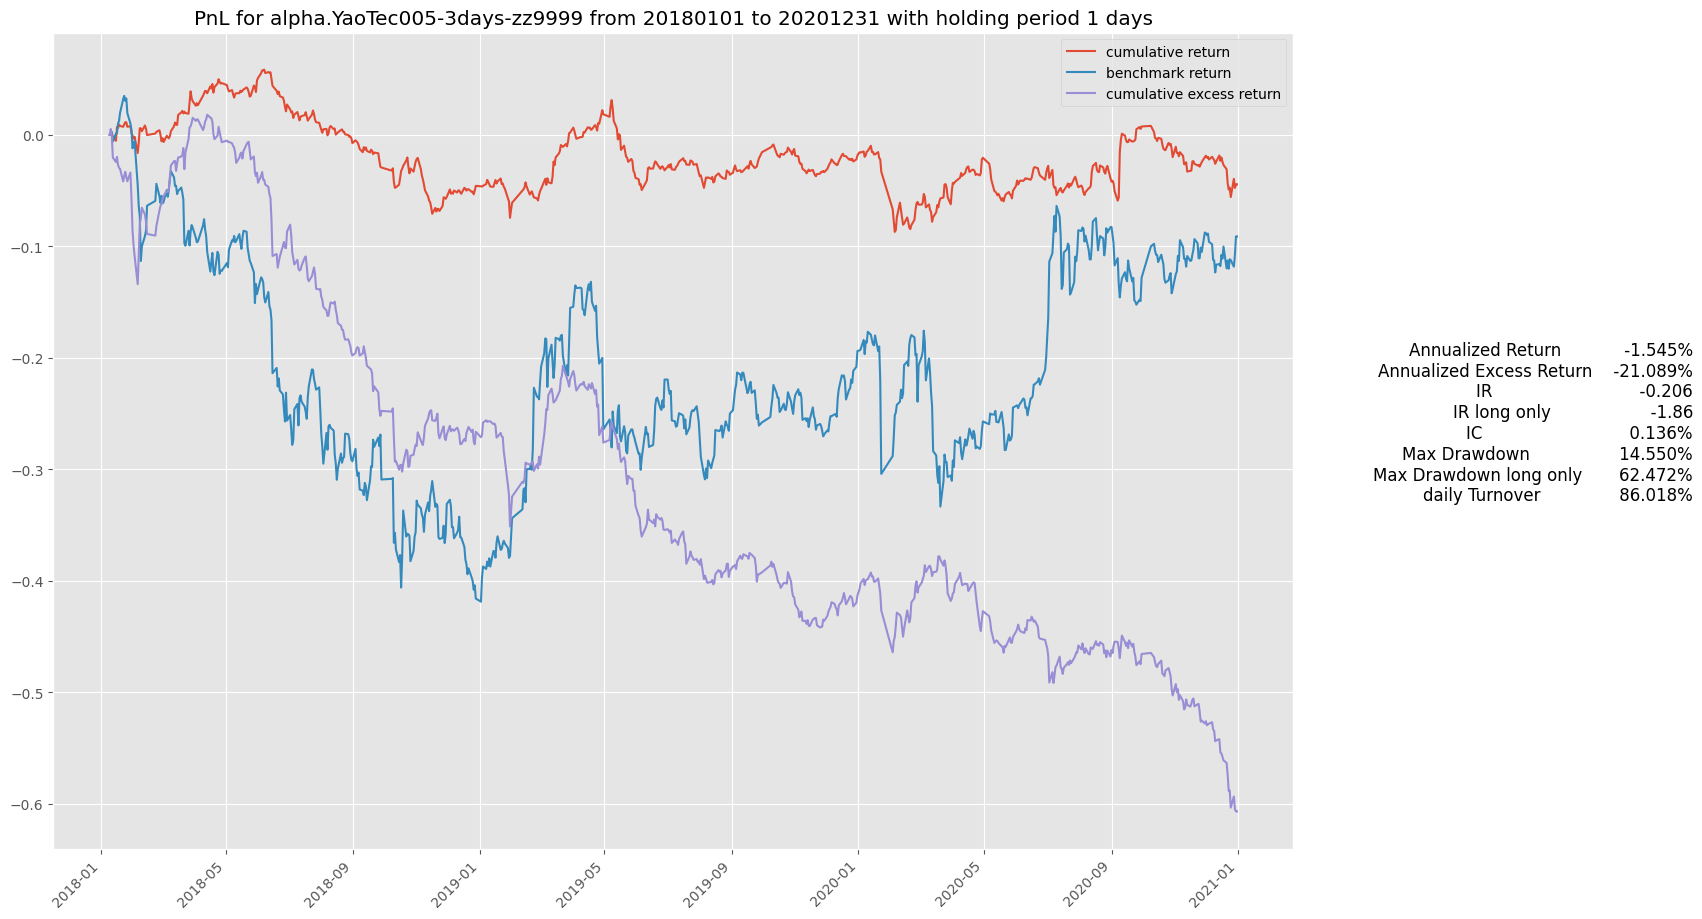 PnL for alpha.YaoTec005-3days-zz9999 from 20180101 to 20201231 with holding period 1 days
cumulative return
benchmark return
cumulative excess return
0.0
−0.1
−0.2
−0.3
−0.4
−0.5
−0.6
2018-01
2018-05
2018-09
2019-01
2019-05
2019-09
2020-01
2020-05
2020-09
2021-01
Annualized Return -1.545%
Annualized Excess Return -21.089%
IR -0.206
IR long only -1.86
IC 0.136%
Max Drawdown 14.550%
Max Drawdown long only 62.472%
daily Turnover 86.018%